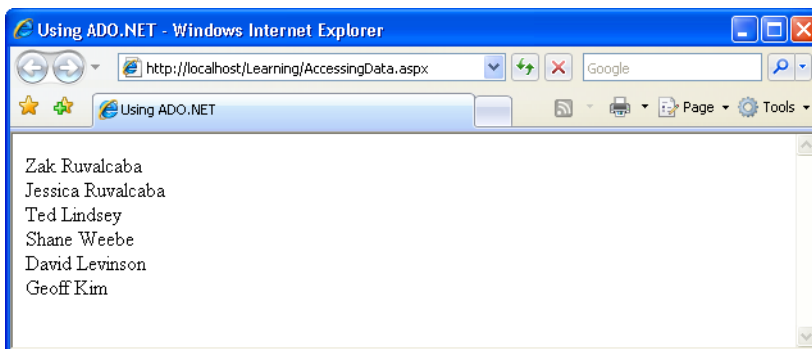 Using ADO.NET - Windows Internet Explorer
http://localhost/Learning/AccessingData.aspx
Google
Using ADO.NET
Page
Tools
Zak Ruvalcaba
Jessica Ruvalcaba
Ted Lindsey
Shane Weebe
David Levinson
Geoff Kim